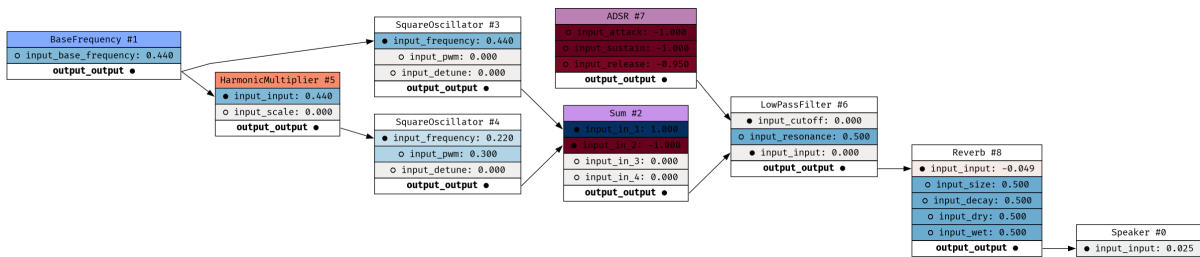 BaseFrequency #1
input_base_frequency: 0.440
output_output
HarmonicMultiplier #5
input_input: 0.440
input_scale: 0.000
output_output
SquareOscillator #3
input_frequency: 0.440
input_pwm: 0.000
input_detune: 0.000
output_output
SquareOscillator #4
input_frequency: 0.220
input_pwm: 0.300
input_detune: 0.000
output_output
ADSR #7
input_attack: -1.000
input_sustain: -1.000
input_release: -0.950
output_output
Sum #2
input_in_1: 1.000
input_in_2: -1.000
input_in_3: 0.000
input_in_4: 0.000
output_output
LowPassFilter #6
input_cutoff: 0.000
input_resonance: 0.500
input_input: 0.000
output_output
Reverb #8
input_input: -0.049
input_size: 0.500
input_decay: 0.500
input_dry: 0.500
input_wet: 0.500
output_output
Speaker #0
input_input: 0.025